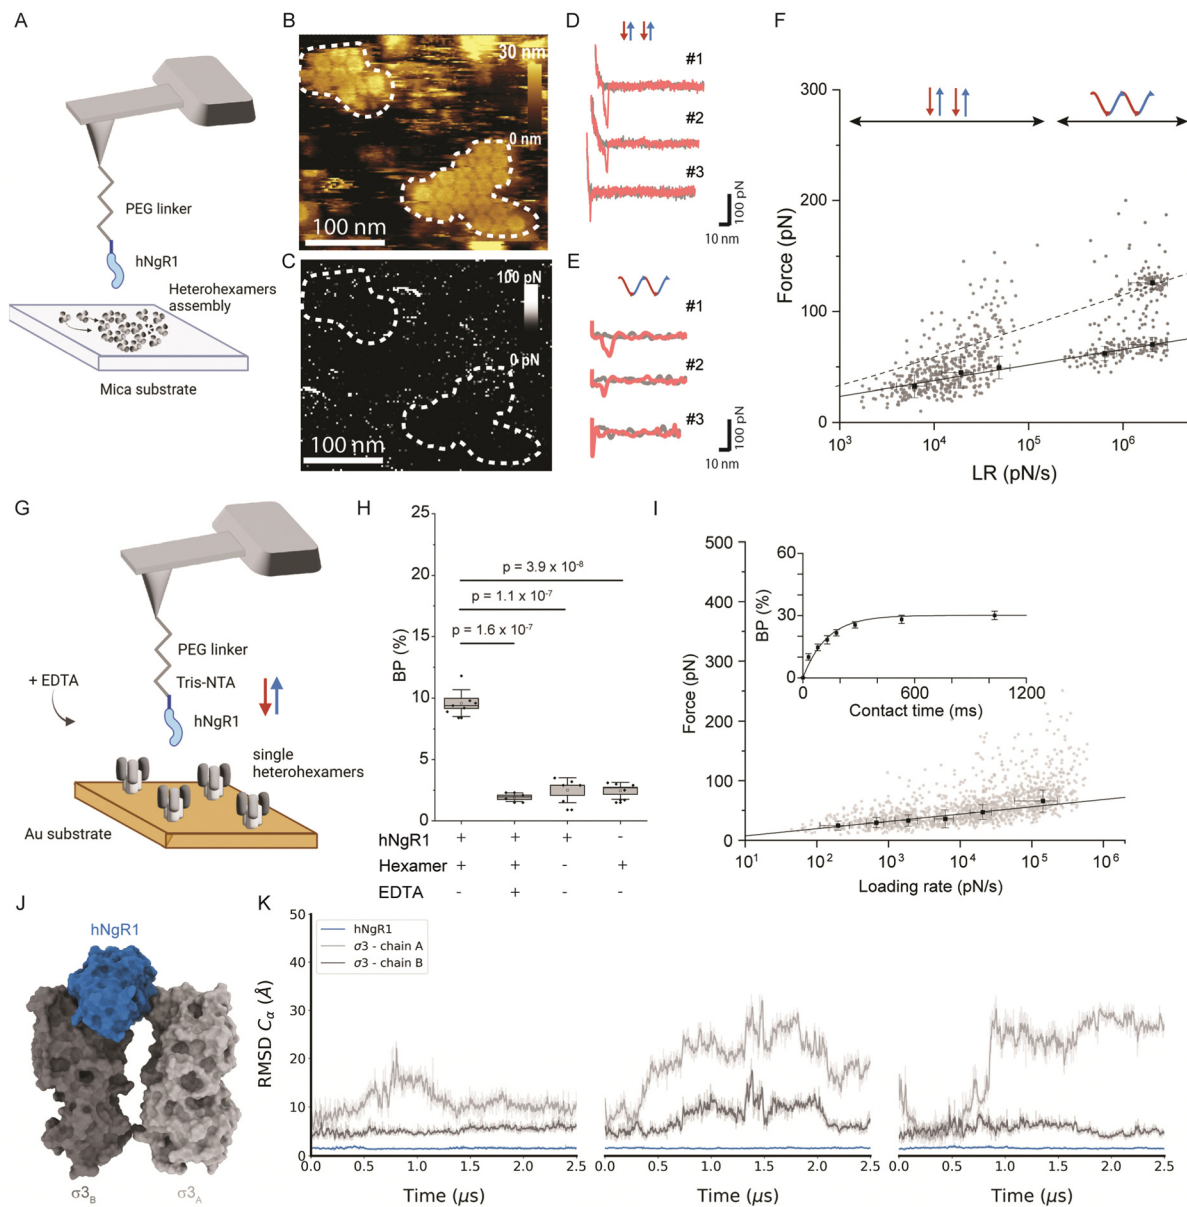 A
PEG linker
hNgR1
Heterohexamers
assembly
Mica substrate
B
30 nm
0 nm
100 nm
C
100 pN
0 pN
100 nm
D
#1
#2
#3
100 pN
10 nm
E
#1
#2
#3
100 pN
10 nm
F
Force (pN)
300
200
100
50
0
10³
10⁴
10⁵
10⁶
LR (pN/s)
G
+ EDTA
PEG linker
Tris-NTA
hNgR1
single
heterohexamers
Au substrate
H
BP (%)
25
20
15
10
5
0
p = 3.9 x 10⁻⁸
p = 1.1 x 10⁻⁷
p = 1.6 x 10⁻⁷
hNgR1 + + + -
Hexamer + + - +
EDTA - + - -
I
Force (pN)
500
400
300
200
100
50
0
10¹
10²
10³
10⁴
10⁵
10⁶
Loading rate (pN/s)
BP (%)
60
30
0
0
600
1200
Contact time (ms)
J
hNgR1
σ3B
σ3A
K
hNgR1
σ3 - chain A
σ3 - chain B
RMSD Cα (Å)
50
40
30
20
10
0
0.0 0.5 1.0 1.5 2.0 2.5
Time (μs)
0.0 0.5 1.0 1.5 2.0 2.5
Time (μs)
0.0 0.5 1.0 1.5 2.0 2.5
Time (μs)